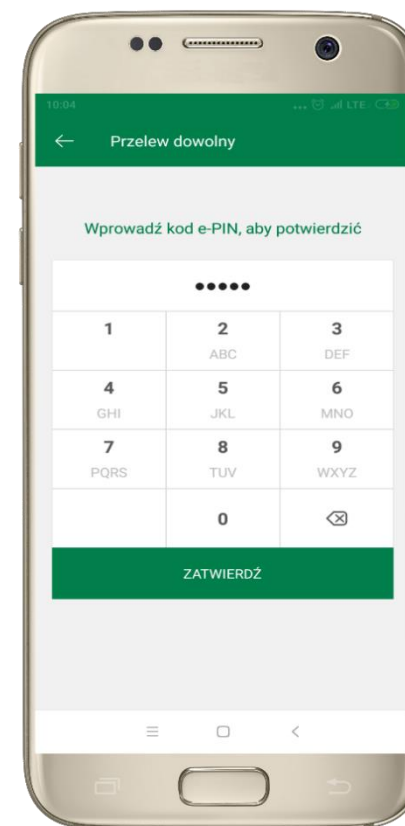 10:04 ... LTE
Przelew dowolny
Wprowadź kod e-PIN, aby potwierdzić
•••••
1 2 3
ABC DEF
4 5 6
GHI JKL MNO
7 8 9
PQRS TUV WXYZ
0
ZATWIERDŹ